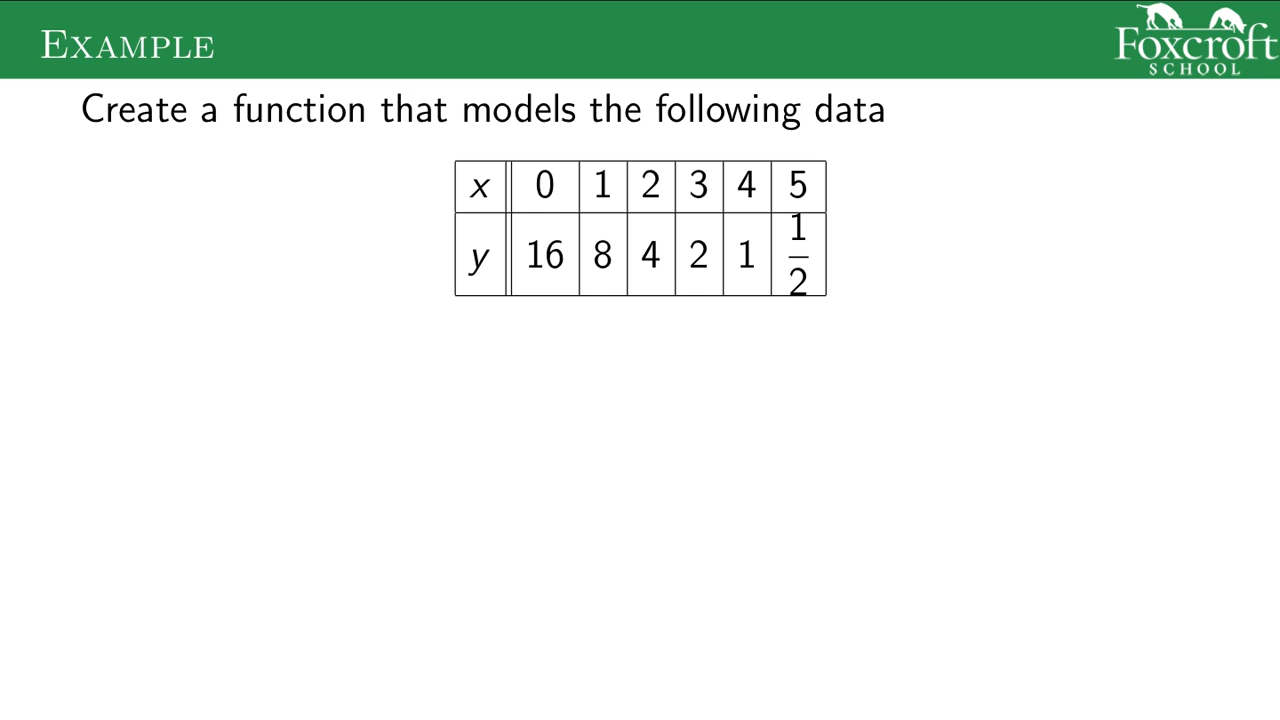 EXAMPLE
Foxcroft
SCHOOL
Create a function that models the following data
x 0 1 2 3 4 5
y 16 8 4 2 1 1/2